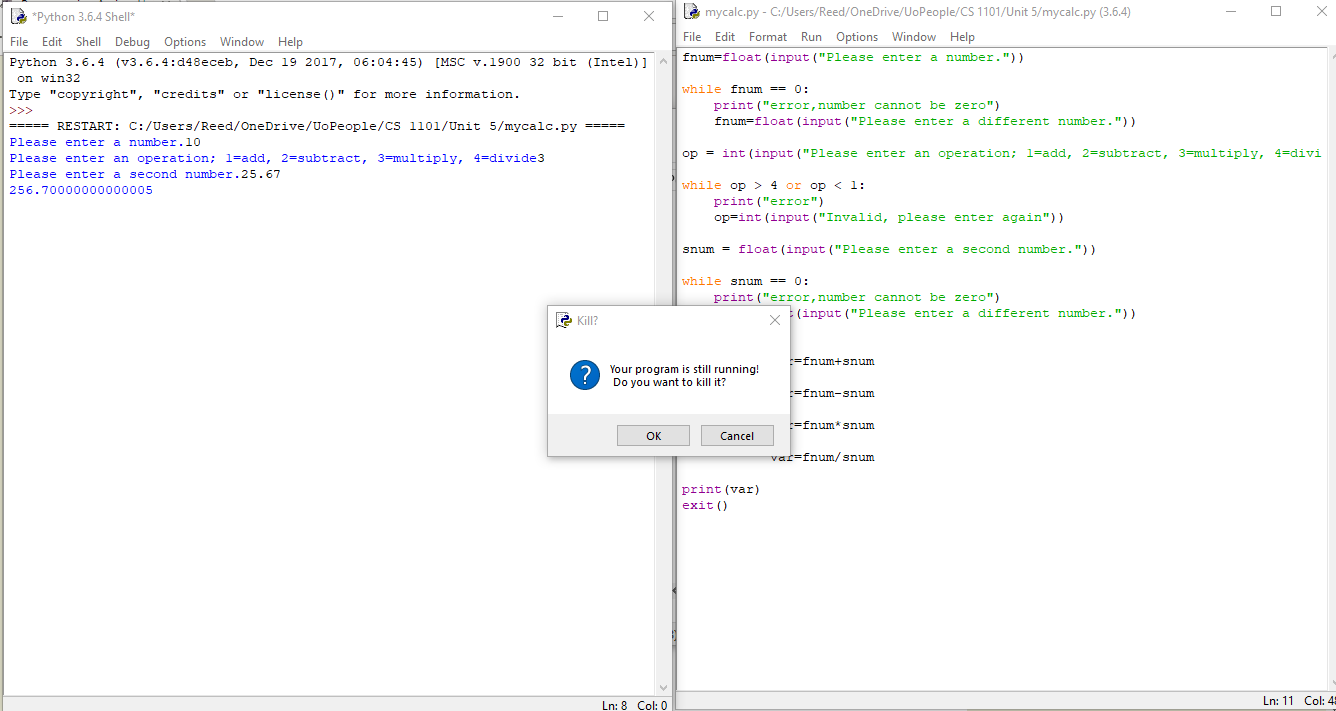 *Python 3.6.4 Shell*
File Edit Shell Debug Options Window Help
Python 3.6.4 (v3.6.4:d48eceb, Dec 19 2017, 06:04:45) [MSC v.1900 32 bit (Intel)]
on win32
Type "copyright", "credits" or "license()" for more information.
>>>
===== RESTART: C:/Users/Reed/OneDrive/UoPeople/CS 1101/Unit 5/mycalc.py =====
Please enter a number.10
Please enter an operation; 1=add, 2=subtract, 3=multiply, 4=divide3
Please enter a second number.25.67
256.70000000000005
Ln: 8 Col: 0
mycalc.py - C:/Users/Reed/OneDrive/UoPeople/CS 1101/Unit 5/mycalc.py (3.6.4)
File Edit Format Run Options Window Help
fnum=float(input("Please enter a number."))
while fnum == 0:
print("error,number cannot be zero")
fnum=float(input("Please enter a different number."))
op = int(input("Please enter an operation; 1=add, 2=subtract, 3=multiply, 4=divi
while op > 4 or op < 1:
print("error")
op=int(input("Invalid, please enter again"))
snum = float(input("Please enter a second number."))
while snum == 0:
print("error,number cannot be zero")
(input("Please enter a different number."))
=fnum+snum
=fnum-snum
=fnum*snum
var=fnum/snum
print(var)
exit()
Ln: 11 Col: 48
Kill?
Your program is still running!
Do you want to kill it?
OK Cancel